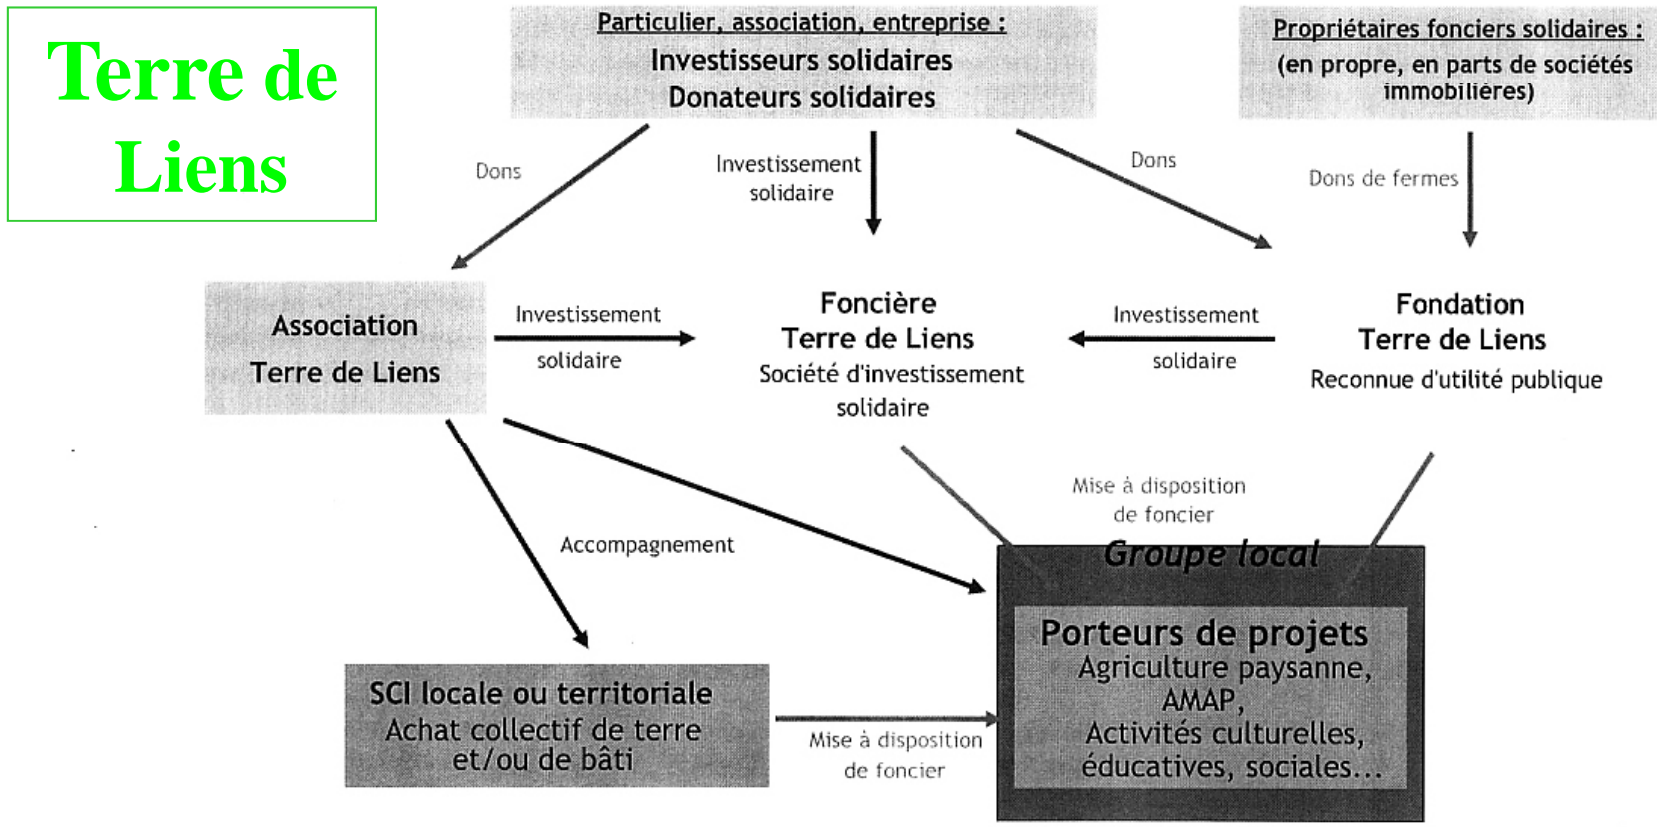 Terre de
Liens
Particulier, association, entreprise :
Investisseurs solidaires
Donateurs solidaires
Propriétaires fonciers solidaires :
(en propre, en parts de sociétés
immobilières)
Dons
Investissement
solidaire
Dons
Dons de fermes
Association
Terre de Liens
Investissement
solidaire
Foncière
Terre de Liens
Société d'investissement
solidaire
Investissement
solidaire
Fondation
Terre de Liens
Reconnue d'utilité publique
Accompagnement
Mise à disposition
de foncier
Groupe local
Porteurs de projets
Agriculture paysanne,
AMAP,
Activités culturelles,
éducatives, sociales...
SCI locale ou territoriale
Achat collectif de terre
et/ou de bâti
Mise à disposition
de foncier